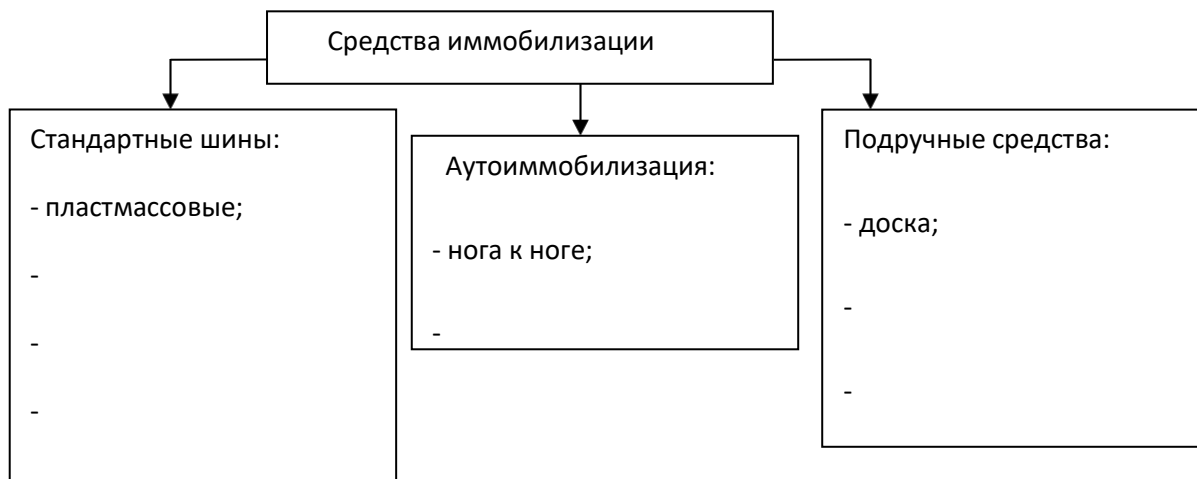 Средства иммобилизации
Стандартные шины:
- пластмассовые;
-
-
-
Аутоиммобилизация:
- нога к ноге;
-
Подручные средства:
- доска;
-
-